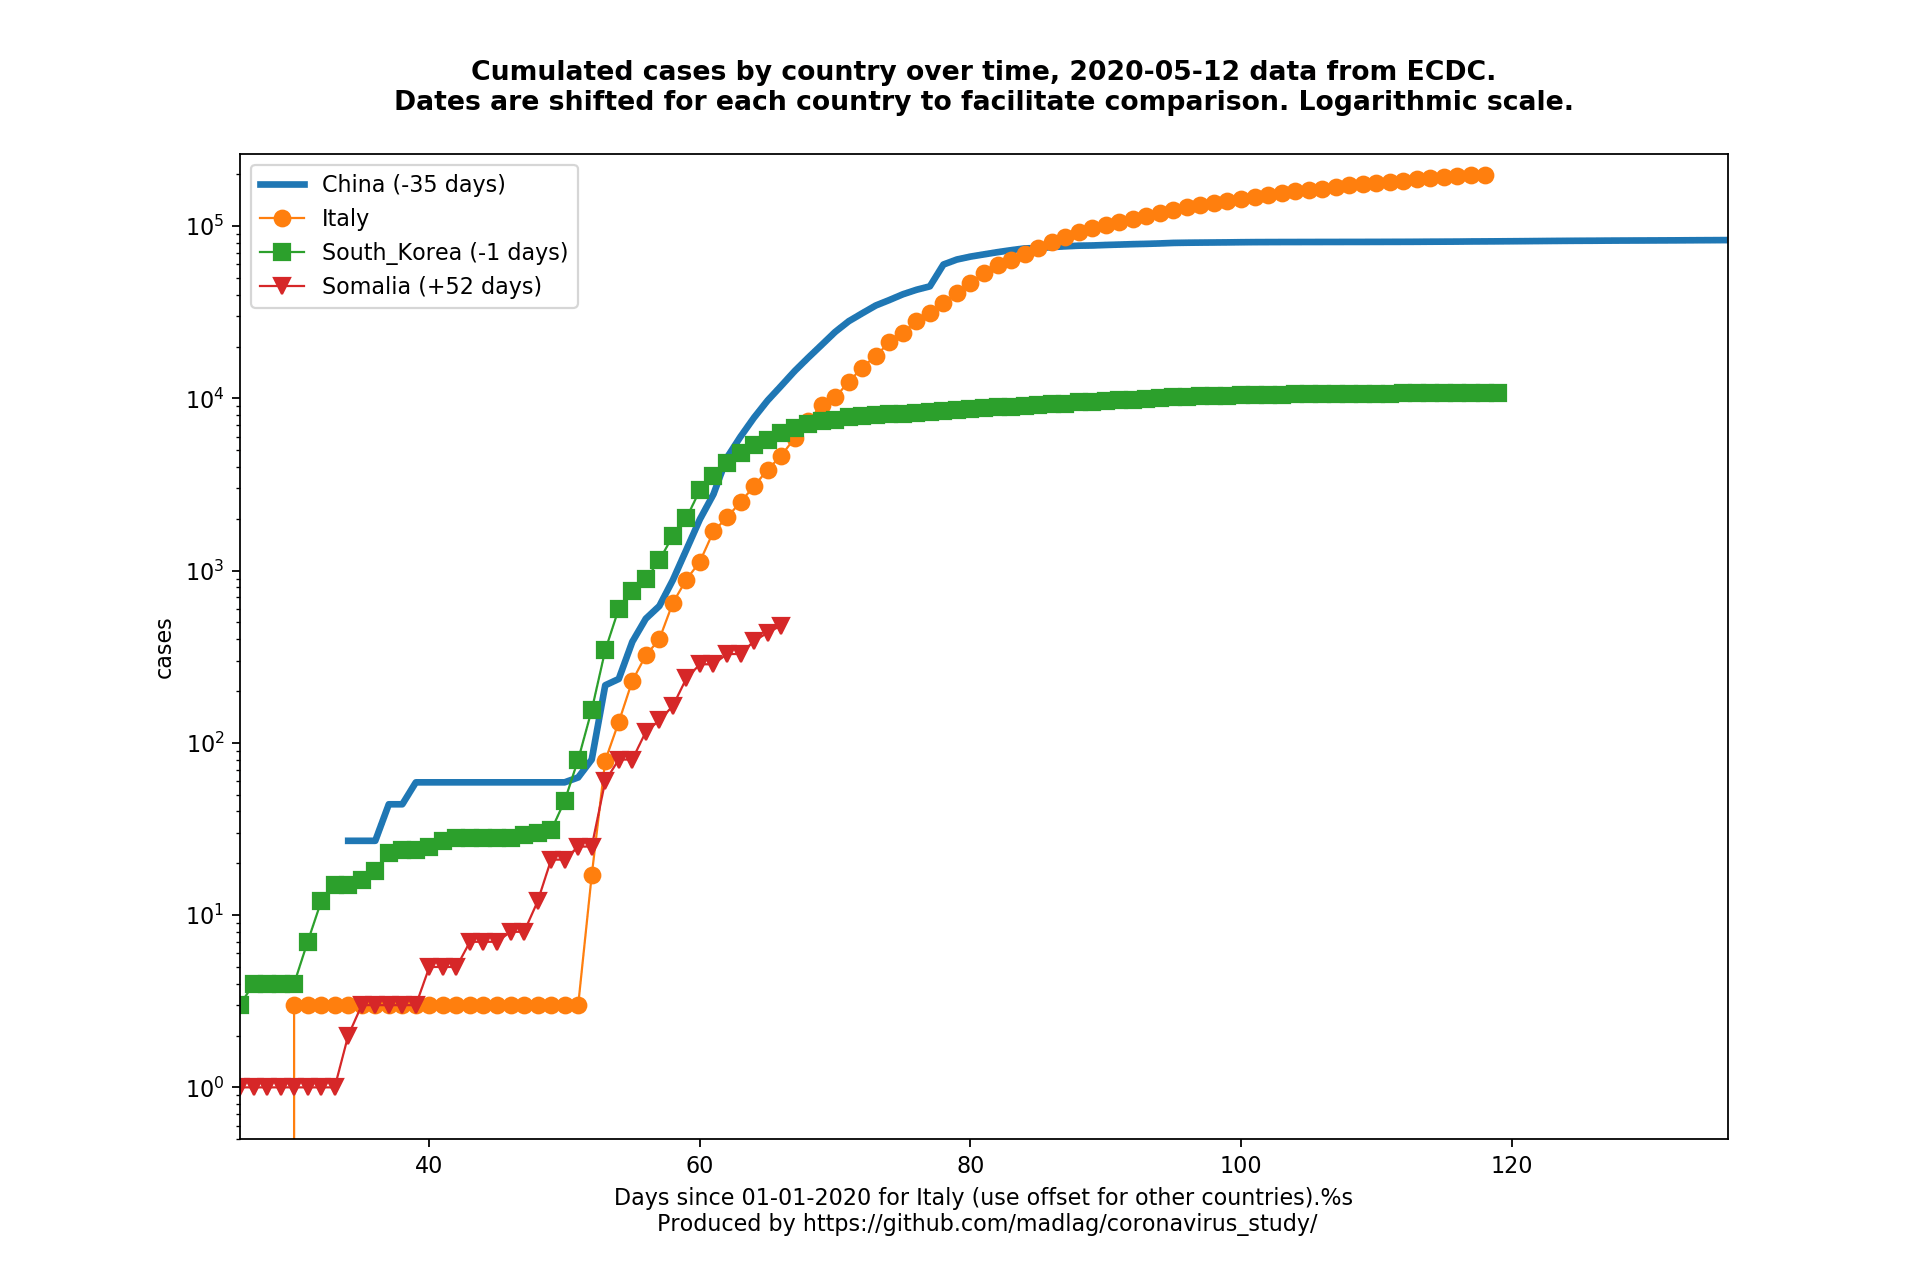 Cumulated cases by country over time, 2020-05-12 data from ECDC.
Dates are shifted for each country to facilitate comparison. Logarithmic scale.
China (-35 days)
Italy
South_Korea (-1 days)
Somalia (+52 days)
10⁵
10⁴
10³
10²
10¹
10⁰
cases
40 60 80 100 120
Days since 01-01-2020 for Italy (use offset for other countries).%s
Produced by https://github.com/madlag/coronavirus_study/